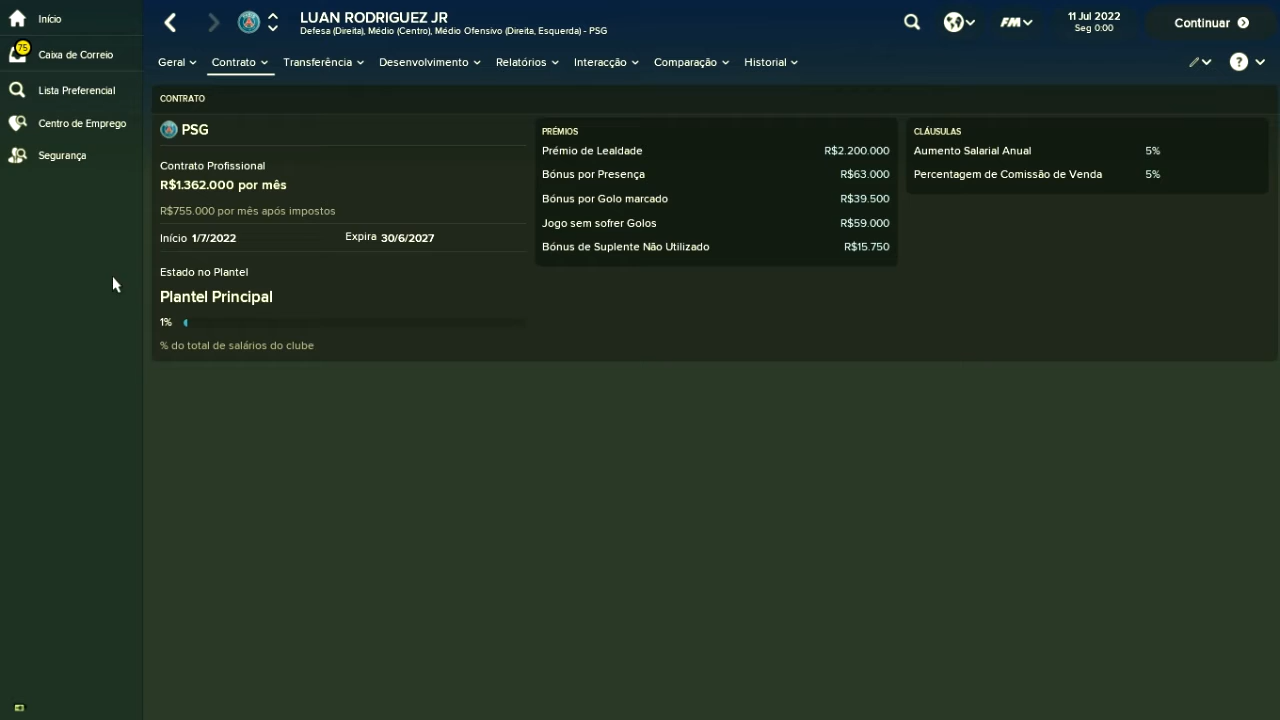 Início
75
Caixa de Correio
Lista Preferencial
Centro de Emprego
Segurança
LUAN RODRIGUEZ JR
Defesa (Direita), Médio (Centro), Médio Ofensivo (Direita, Esquerda) - PSG
FM
11 Jul 2022
Seg 0:00
Continuar
Geral
Contrato
Transferência
Desenvolvimento
Relatórios
Interacção
Comparação
Historial
?
CONTRATO
PSG
Contrato Profissional
R$1.362.000 por mês
R$755.000 por mês após impostos
Início 1/7/2022 Expira 30/6/2027
Estado no Plantel
Plantel Principal
1%
% do total de salários do clube
PRÉMIOS
Prémio de Lealdade R$2.200.000
Bónus por Presença R$63.000
Bónus por Golo marcado R$39.500
Jogo sem sofrer Golos R$59.000
Bónus de Suplente Não Utilizado R$15.750
CLÁUSULAS
Aumento Salarial Anual 5%
Percentagem de Comissão de Venda 5%